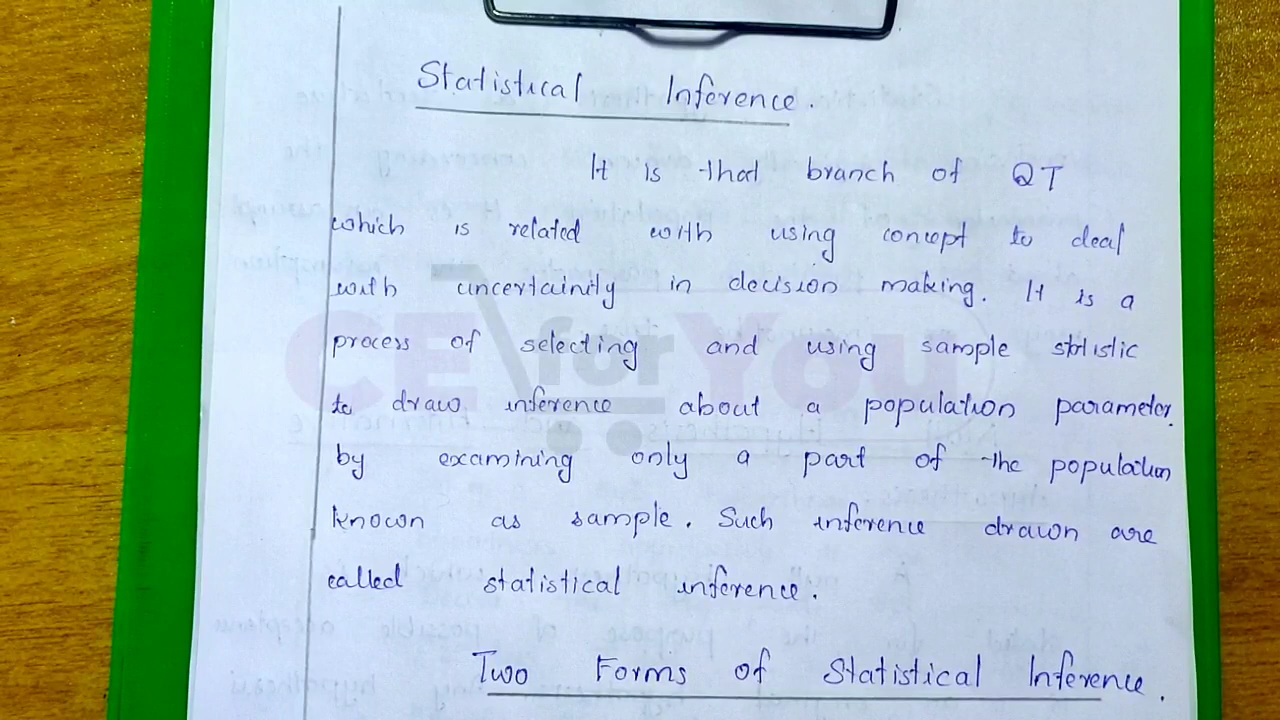 Statistical Inference.
It is that branch of QT
which is related with using concept to deal
with uncertainity in decision making. It is a
process of selecting and using sample statistic
to draw inference about a population parameter.
by examining only a part of the population
known as sample. Such inference drawn are
called statistical inference.
Two Forms of Statistical Inference.
CE for You